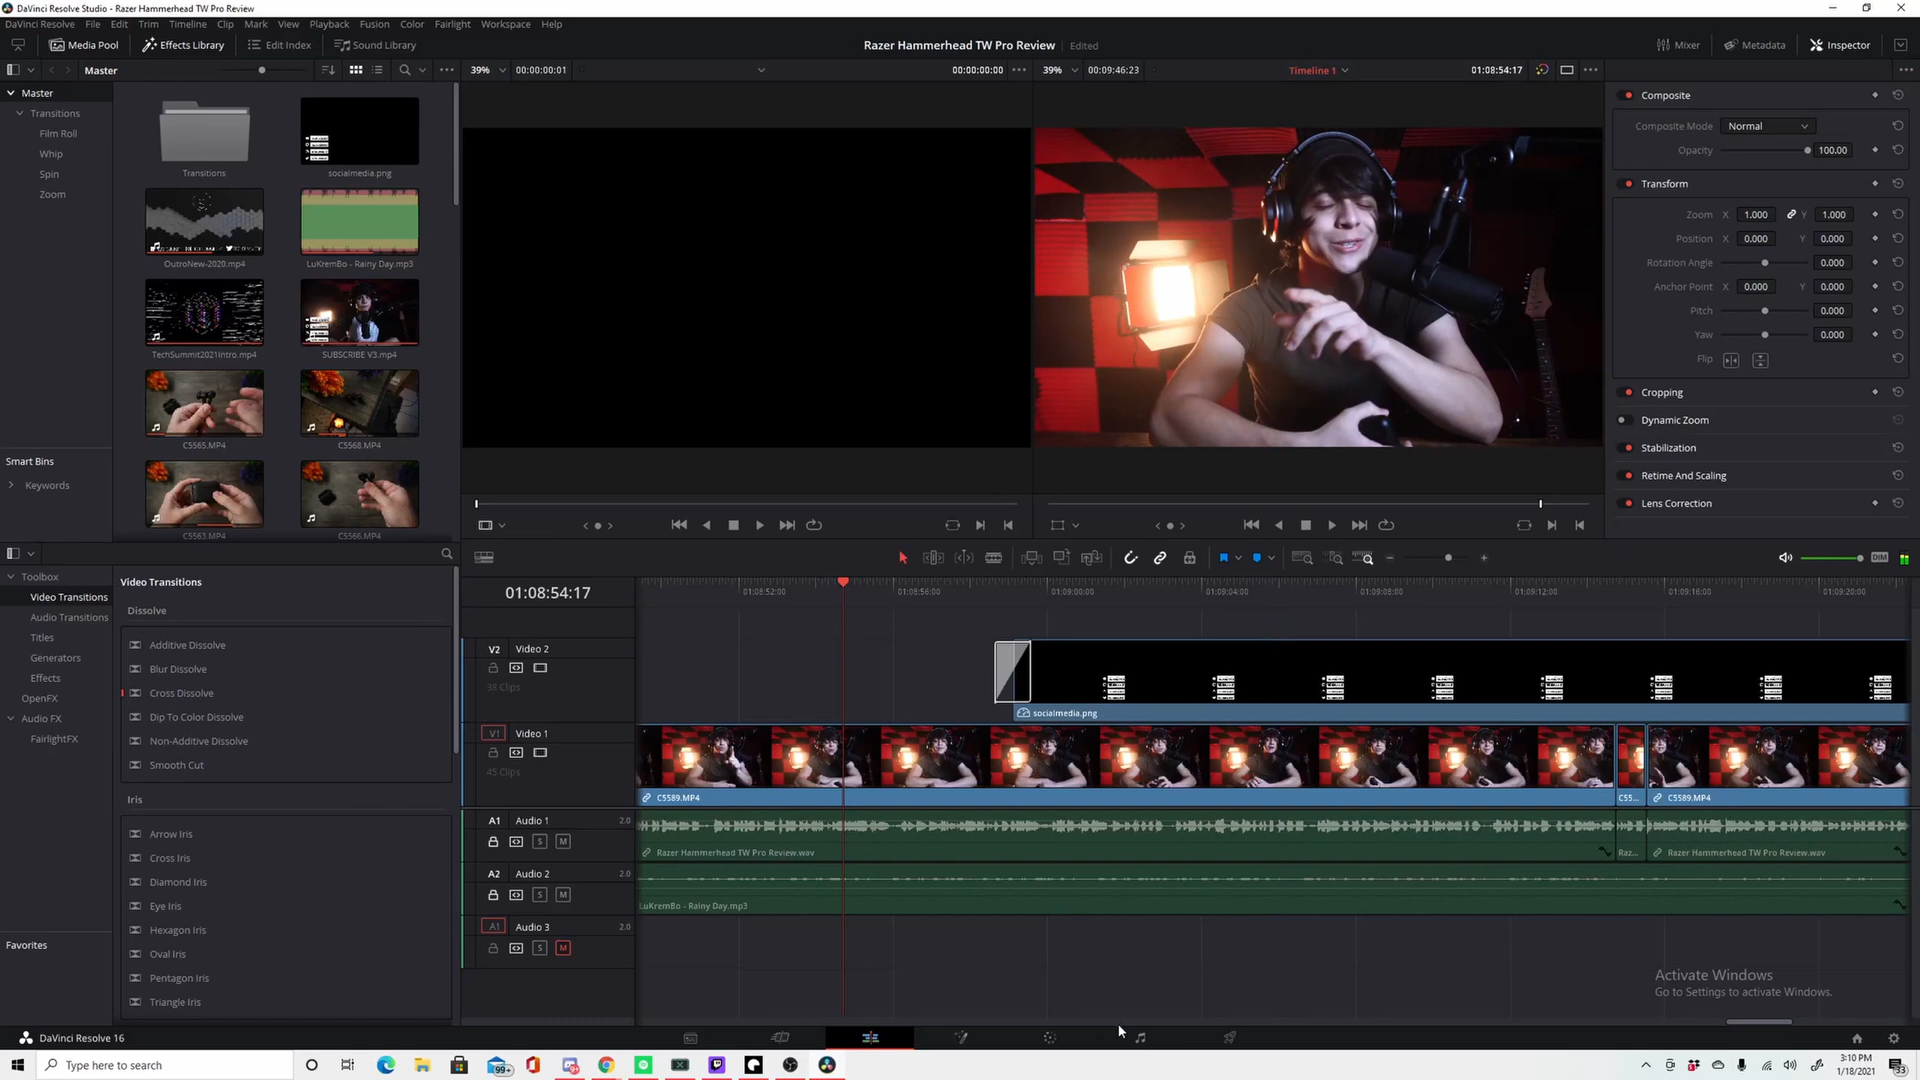 DaVinci Resolve Studio - Razer Hammerhead TW Pro Review
DaVinci Resolve File Edit Trim Timeline Clip Mark View Playback Fusion Color Fairlight Workspace Help
Media Pool Effects Library Edit Index Sound Library Razer Hammerhead TW Pro Review Edited Mixer Metadata Inspector
Master 39% 00:00:00:01 00:00:00:00 39% 00:09:46:23 Timeline 1 01:08:54:17
Master
Transitions
Film Roll
Whip
Spin
Zoom
Smart Bins
Keywords
Transitions socialmedia.png
OutroNew-2020.mp4 LuKremBo - Rainy Day.mp3
TechSummit2021Intro.mp4 SUBSCRIBE V3.mp4
C5565.MP4 C5568.MP4
C5563.MP4 C5566.MP4
Composite
Composite Mode Normal
Opacity 100.00
Transform
Zoom X 1.000 Y 1.000
Position X 0.000 Y 0.000
Rotation Angle 0.000
Anchor Point X 0.000 Y 0.000
Pitch 0.000
Yaw 0.000
Flip
Cropping
Dynamic Zoom
Stabilization
Retime And Scaling
Lens Correction
Toolbox
Video Transitions
Audio Transitions
Titles
Generators
Effects
OpenFX
Audio FX
FairlightFX
Favorites
Video Transitions
Dissolve
Additive Dissolve
Blur Dissolve
Cross Dissolve
Dip To Color Dissolve
Non-Additive Dissolve
Smooth Cut
Iris
Arrow Iris
Cross Iris
Diamond Iris
Eye Iris
Hexagon Iris
Oval Iris
Pentagon Iris
Triangle Iris
DIM
01:08:54:17 01:08:52:00 01:08:56:00 01:09:00:00 01:09:04:00 01:09:08:00 01:09:12:00 01:09:16:00 01:09:20:00
V2 Video 2
38 Clips
socialmedia.png
V1 Video 1
45 Clips
C5589.MP4 C55... C5589.MP4
A1 Audio 1 2.0
S M
Razer Hammerhead TW Pro Review.wav Raz... Razer Hammerhead TW Pro Review.wav
A2 Audio 2 2.0
S M
LuKremBo - Rainy Day.mp3
A1 Audio 3 2.0
S M
Activate Windows
Go to Settings to activate Windows.
DaVinci Resolve 16
Type here to search
99+
3:10 PM
1/18/2021
33